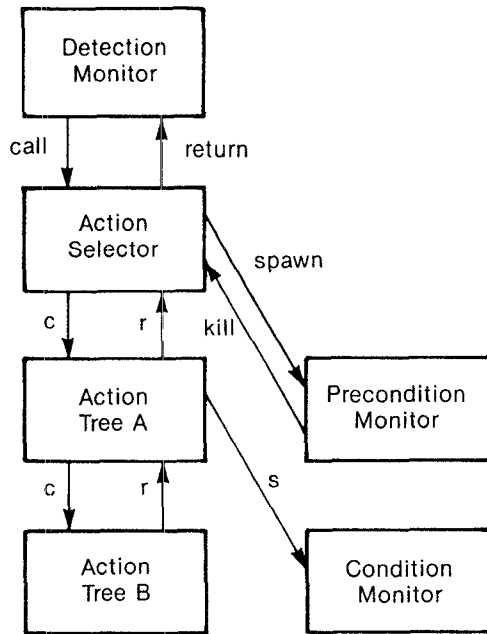 Detection
Monitor
call
return
Action
Selector
spawn
c
r
kill
Action
Tree A
Precondition
Monitor
c
r
s
Action
Tree B
Condition
Monitor